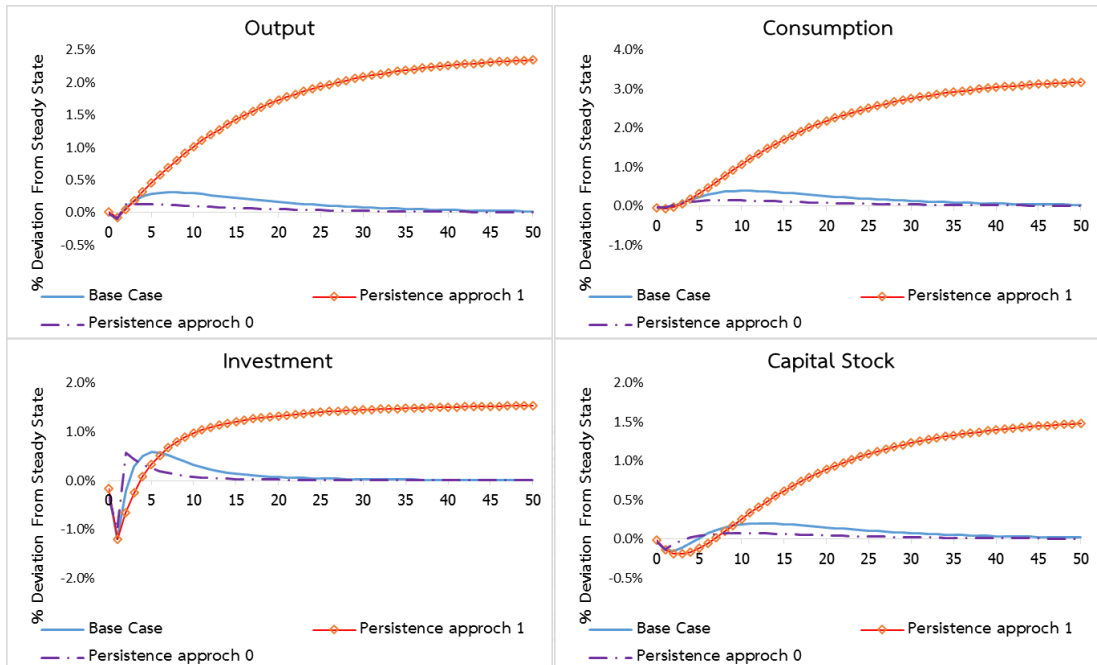 Output
% Deviation From Steady State
2.5%
2.0%
1.5%
1.0%
0.5%
0.0%
-0.5%
0 5 10 15 20 25 30 35 40 45 50
Base Case
Persistence approch 1
Persistence approch 0
Consumption
% Deviation From Steady State
4.0%
3.0%
2.0%
1.0%
0.0%
-1.0%
0 5 10 15 20 25 30 35 40 45 50
Base Case
Persistence approch 1
Persistence approch 0
Investment
% Deviation From Steady State
2.0%
1.0%
0.0%
-1.0%
-2.0%
0 5 10 15 20 25 30 35 40 45 50
Base Case
Persistence approch 1
Persistence approch 0
Capital Stock
% Deviation From Steady State
2.0%
1.5%
1.0%
0.5%
0.0%
-0.5%
0 5 10 15 20 25 30 35 40 45 50
Base Case
Persistence approch 1
Persistence approch 0